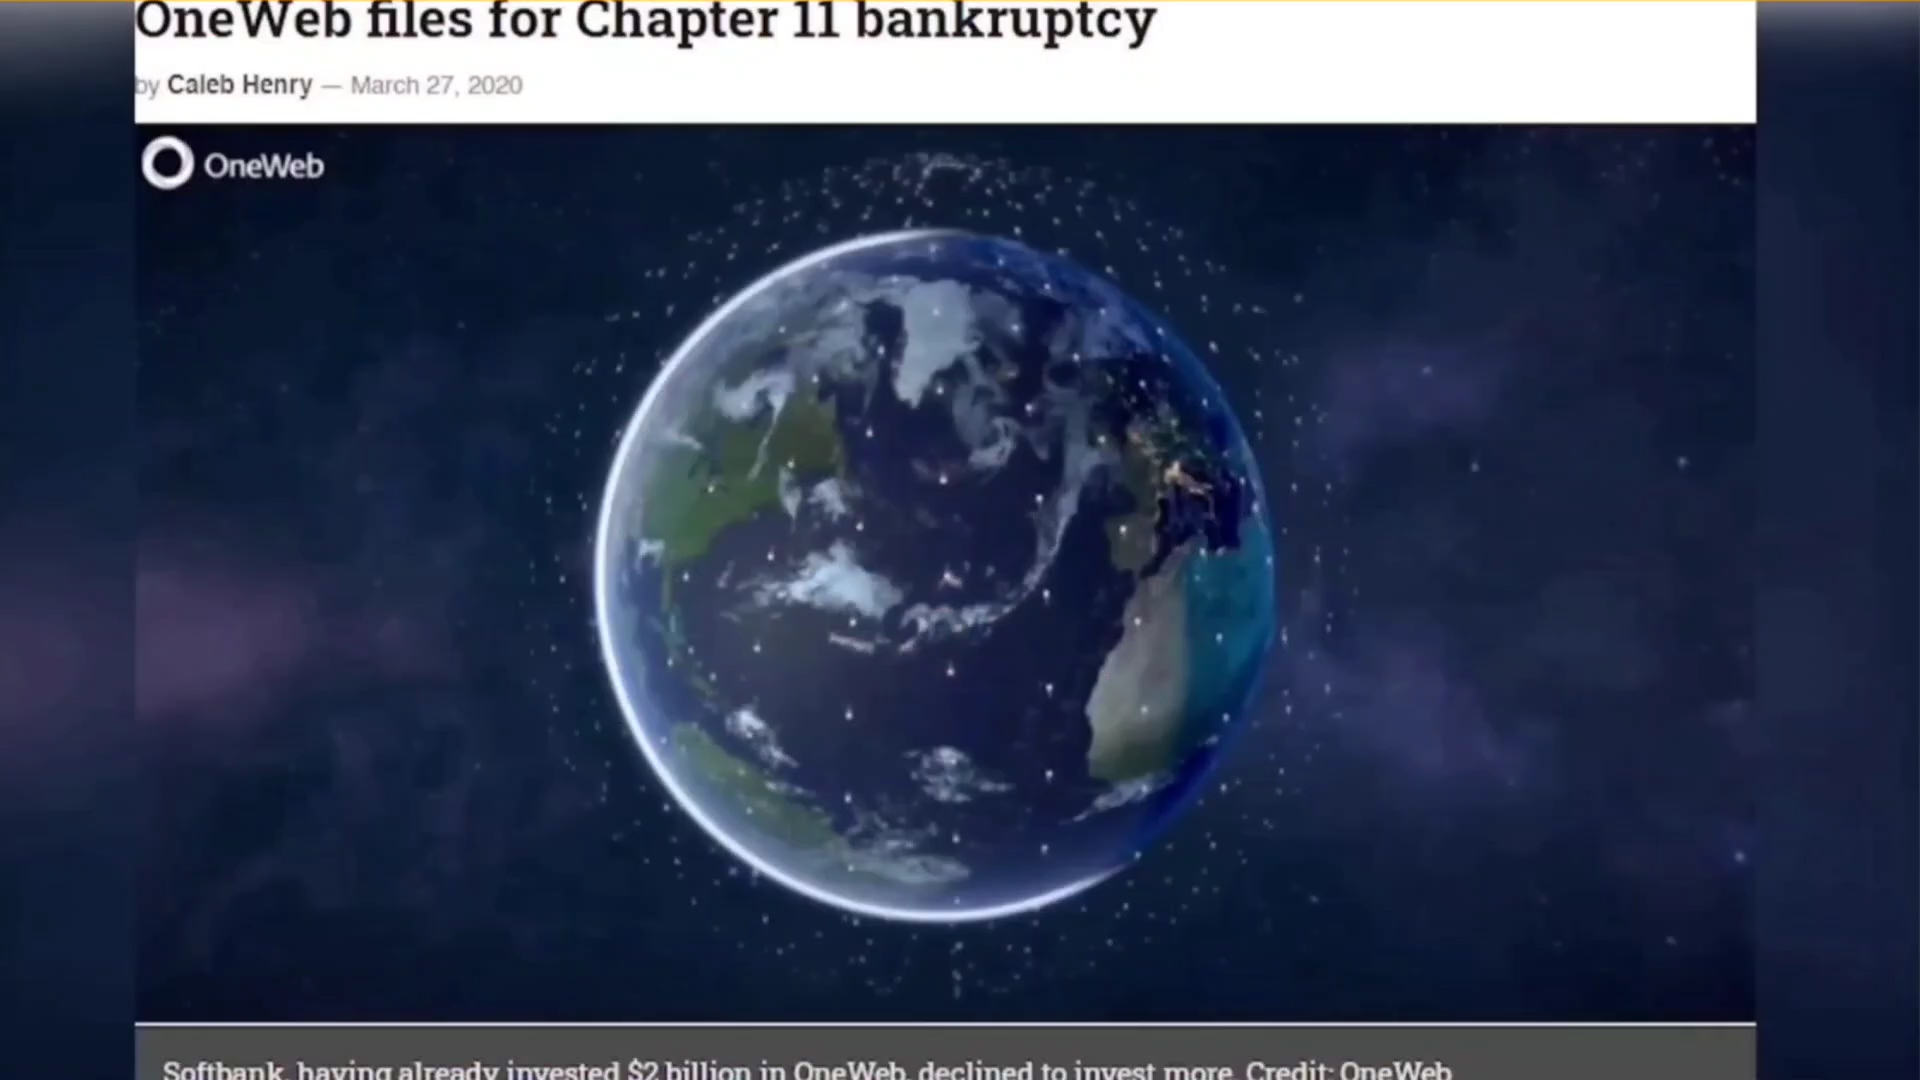 OneWeb files for Chapter 11 bankruptcy
by Caleb Henry — March 27, 2020
OneWeb
Softbank, having already invested $2 billion in OneWeb, declined to invest more. Credit: OneWeb